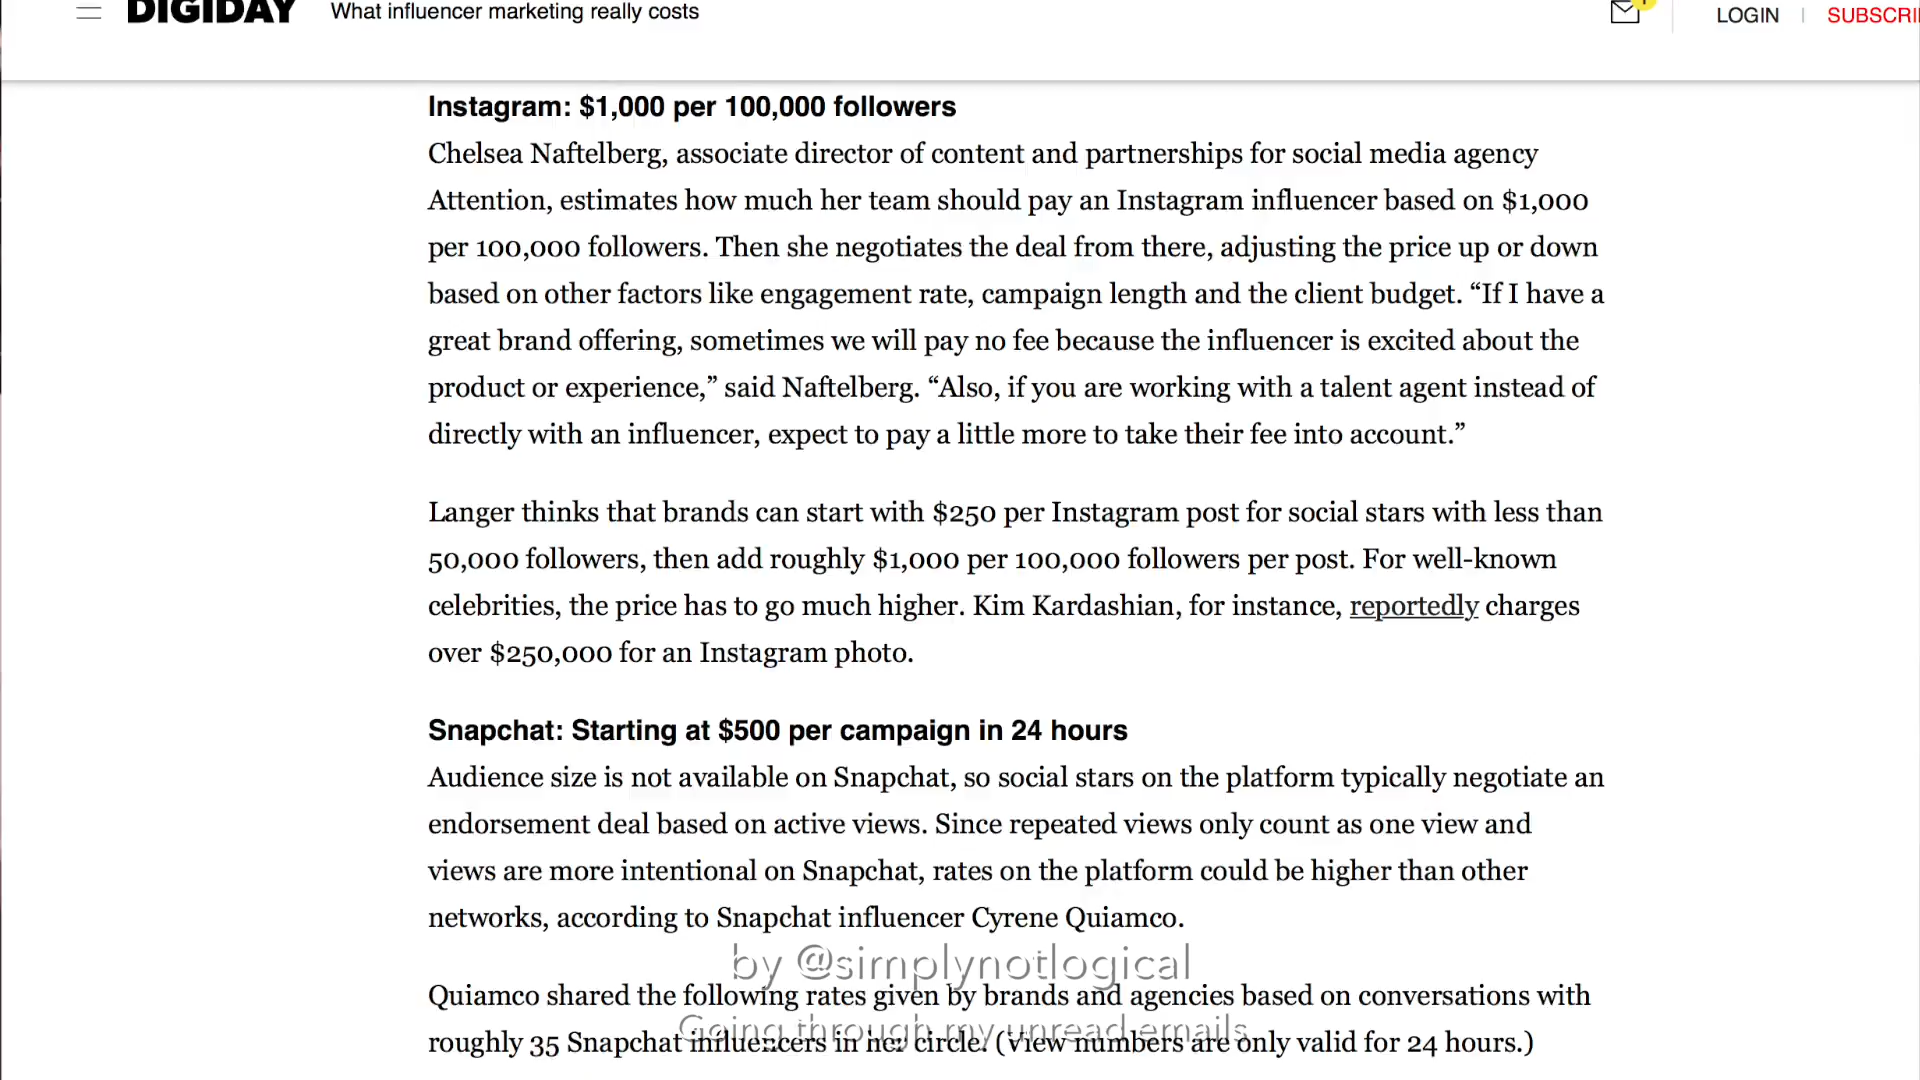 DIGIDAY What influencer marketing really costs LOGIN | SUBSCRI
Instagram: $1,000 per 100,000 followers
Chelsea Naftelberg, associate director of content and partnerships for social media agency
Attention, estimates how much her team should pay an Instagram influencer based on $1,000
per 100,000 followers. Then she negotiates the deal from there, adjusting the price up or down
based on other factors like engagement rate, campaign length and the client budget. “If I have a
great brand offering, sometimes we will pay no fee because the influencer is excited about the
product or experience,” said Naftelberg. “Also, if you are working with a talent agent instead of
directly with an influencer, expect to pay a little more to take their fee into account.”
Langer thinks that brands can start with $250 per Instagram post for social stars with less than
50,000 followers, then add roughly $1,000 per 100,000 followers per post. For well-known
celebrities, the price has to go much higher. Kim Kardashian, for instance, reportedly charges
over $250,000 for an Instagram photo.
Snapchat: Starting at $500 per campaign in 24 hours
Audience size is not available on Snapchat, so social stars on the platform typically negotiate an
endorsement deal based on active views. Since repeated views only count as one view and
views are more intentional on Snapchat, rates on the platform could be higher than other
networks, according to Snapchat influencer Cyrene Quiamco.
by @simplynotlogical
Quiamco shared the following rates given by brands and agencies based on conversations with
Going through my unread emails
roughly 35 Snapchat influencers in her circle. (View numbers are only valid for 24 hours.)